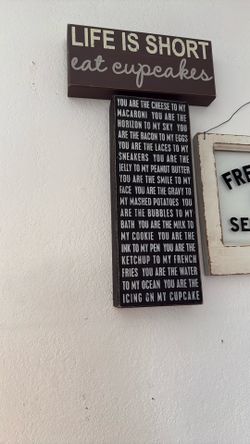 LIFE IS SHORT
eat cupcakes
YOU ARE THE CHEESE TO MY
MACARONI YOU ARE THE
HORIZON TO MY SKY YOU
ARE THE BACON TO MY EGGS
YOU ARE THE LACES TO MY
SNEAKERS YOU ARE THE
JELLY TO MY PEANUT BUTTER
YOU ARE THE SMILE TO MY
FACE YOU ARE THE GRAVY TO
MY MASHED POTATOES YOU
ARE THE BUBBLES TO MY
BATH YOU ARE THE MILK TO
MY COOKIE YOU ARE THE
INK TO MY PEN YOU ARE THE
KETCHUP TO MY FRENCH
FRIES YOU ARE THE WATER
TO MY OCEAN YOU ARE THE
ICING ON MY CUPCAKE
FRE
SE